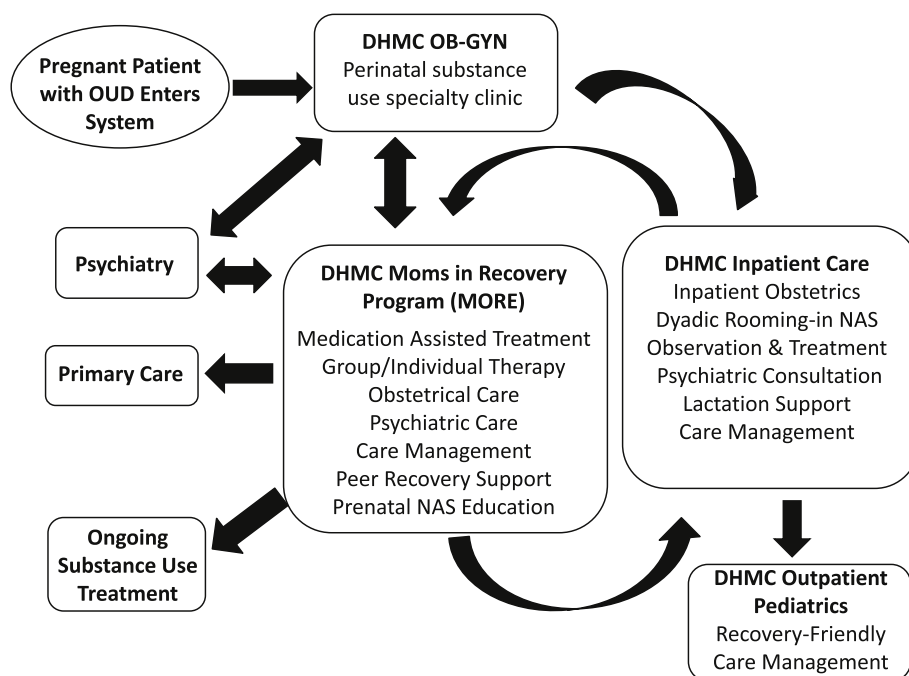 Pregnant Patient
with OUD Enters
System
DHMC OB-GYN
Perinatal substance
use specialty clinic
Psychiatry
Primary Care
Ongoing
Substance Use
Treatment
DHMC Moms in Recovery
Program (MORE)
Medication Assisted Treatment
Group/Individual Therapy
Obstetrical Care
Psychiatric Care
Care Management
Peer Recovery Support
Prenatal NAS Education
DHMC Inpatient Care
Inpatient Obstetrics
Dyadic Rooming-in NAS
Observation & Treatment
Psychiatric Consultation
Lactation Support
Care Management
DHMC Outpatient
Pediatrics
Recovery-Friendly
Care Management